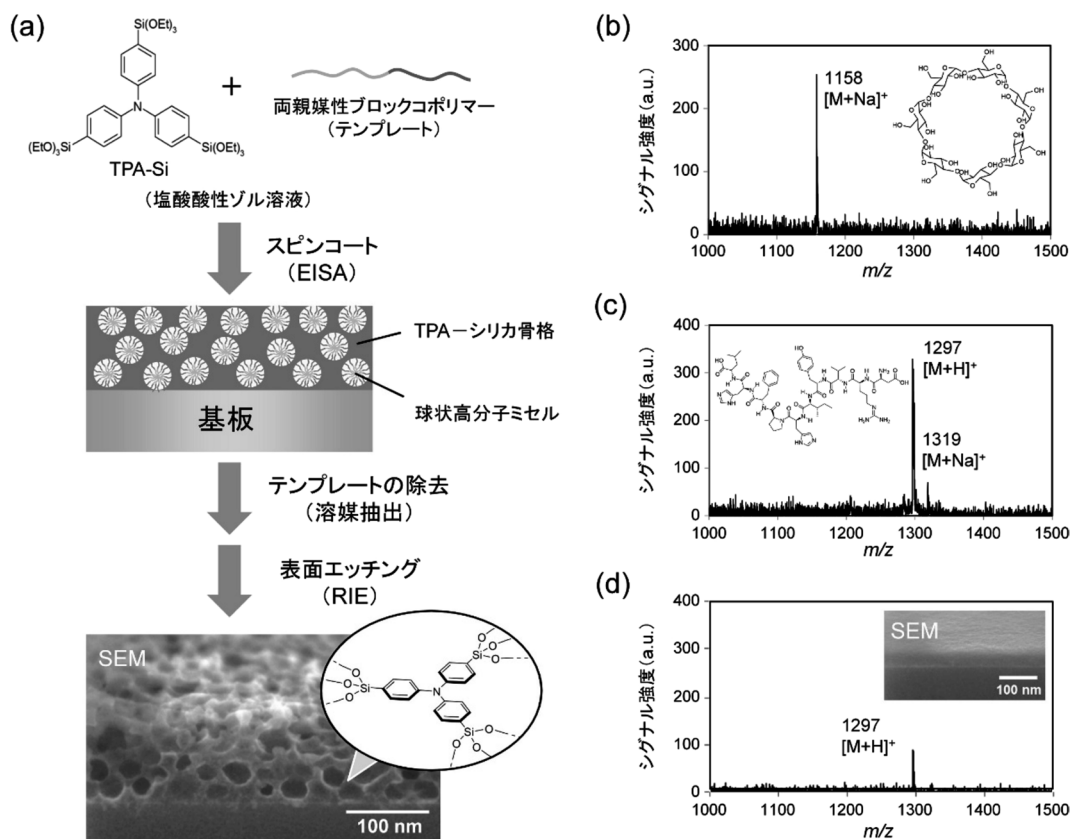 (a)
Si(OEt)3
N
(EtO)3Si
Si(OEt)3
TPA-Si
+
両親媒性ブロックコポリマー
(テンプレート)
(塩酸酸性ゾル溶液)
スピンコート
(EISA)
TPA－シリカ骨格
球状高分子ミセル
基板
テンプレートの除去
(溶媒抽出)
表面エッチング
(RIE)
SEM
100 nm
(b)
シグナル強度(a.u.)
300
200
100
0
1158
[M+Na]+
1000 1100 1200 1300 1400 1500
m/z
(c)
シグナル強度(a.u.)
400
300
200
100
0
1297
[M+H]+
1319
[M+Na]+
1000 1100 1200 1300 1400 1500
m/z
(d)
シグナル強度(a.u.)
400
300
200
100
0
SEM
100 nm
1297
[M+H]+
1000 1100 1200 1300 1400 1500
m/z